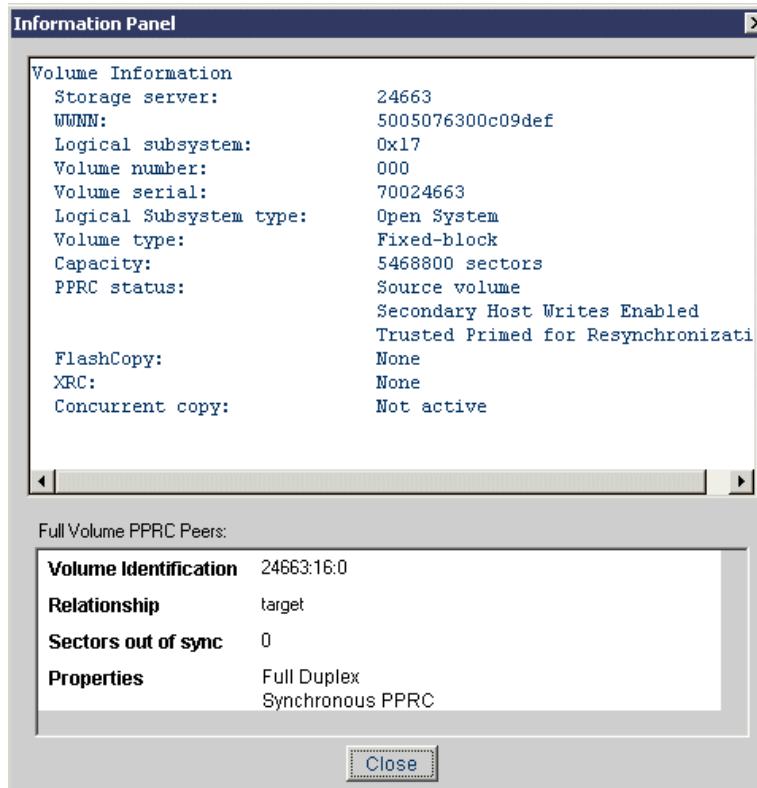 Information Panel
Volume Information
Storage server: 24663
WWNN: 5005076300c09def
Logical subsystem: 0x17
Volume number: 000
Volume serial: 70024663
Logical Subsystem type: Open System
Volume type: Fixed-block
Capacity: 5468800 sectors
PPRC status: Source volume
Secondary Host Writes Enabled
Trusted Primed for Resynchronizati
FlashCopy: None
XRC: None
Concurrent copy: Not active
Full Volume PPRC Peers:
Volume Identification 24663:16:0
Relationship target
Sectors out of sync 0
Properties Full Duplex
Synchronous PPRC
Close